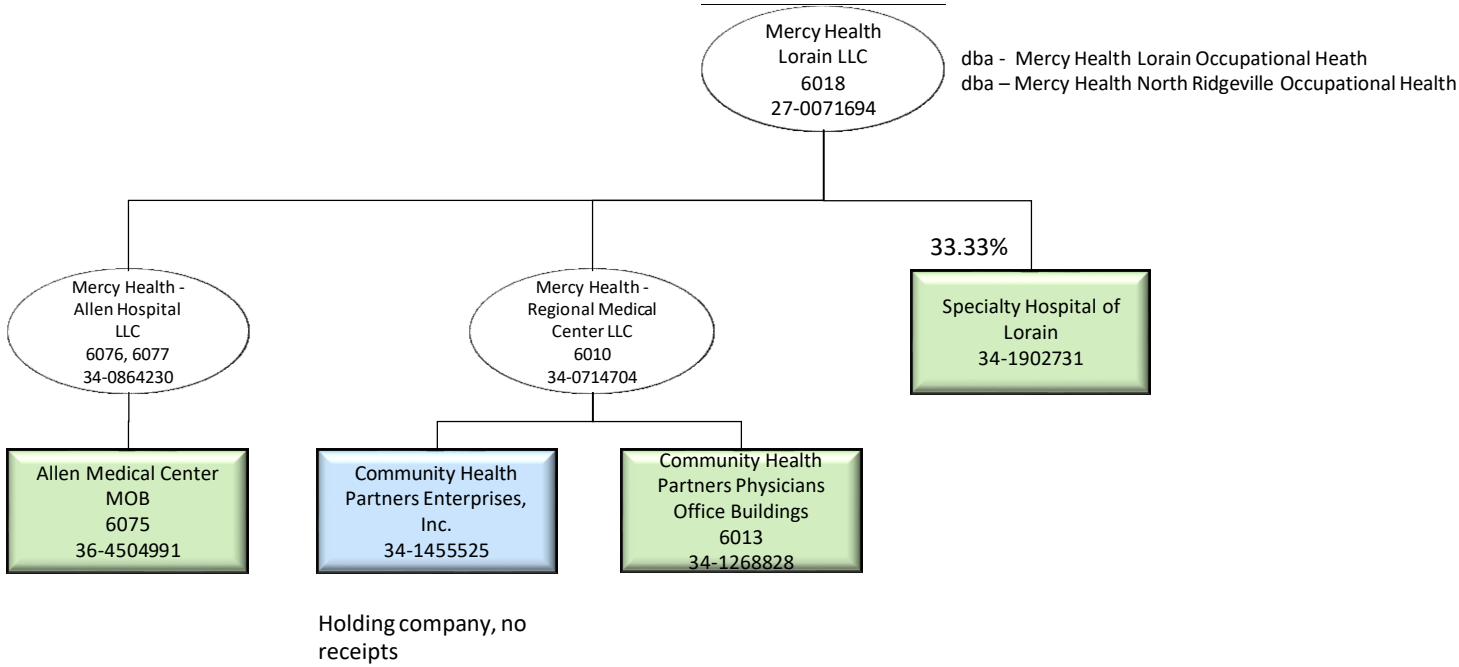 Mercy Health
Lorain LLC
6018
27-0071694
dba - Mercy Health Lorain Occupational Heath
dba – Mercy Health North Ridgeville Occupational Health
33.33%
Mercy Health -
Allen Hospital
LLC
6076, 6077
34-0864230
Mercy Health -
Regional Medical
Center LLC
6010
34-0714704
Specialty Hospital of
Lorain
34-1902731
Allen Medical Center
MOB
6075
36-4504991
Community Health
Partners Enterprises,
Inc.
34-1455525
Community Health
Partners Physicians
Office Buildings
6013
34-1268828
Holding company, no
receipts